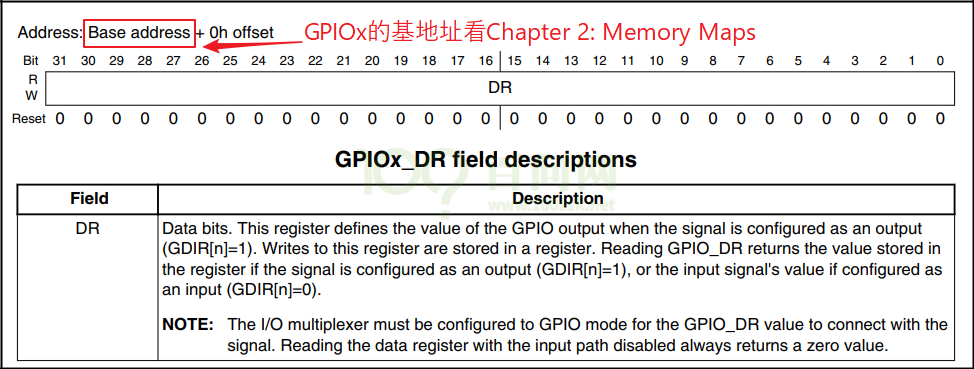 Address: Base address + 0h offset
GPIOx的基地址看Chapter 2: Memory Maps
Bit 31 30 29 28 27 26 25 24 23 22 21 20 19 18 17 16 15 14 13 12 11 10 9 8 7 6 5 4 3 2 1 0
R
DR
W
Reset 0 0 0 0 0 0 0 0 0 0 0 0 0 0 0 0 0 0 0 0 0 0 0 0 0 0 0 0 0 0 0 0
GPIOx_DR field descriptions
Field Description
DR Data bits. This register defines the value of the GPIO output when the signal is configured as an output
(GDIR[n]=1). Writes to this register are stored in a register. Reading GPIO_DR returns the value stored in
the register if the signal is configured as an output (GDIR[n]=1), or the input signal's value if configured as
an input (GDIR[n]=0).
NOTE: The I/O multiplexer must be configured to GPIO mode for the GPIO_DR value to connect with the
signal. Reading the data register with the input path disabled always returns a zero value.